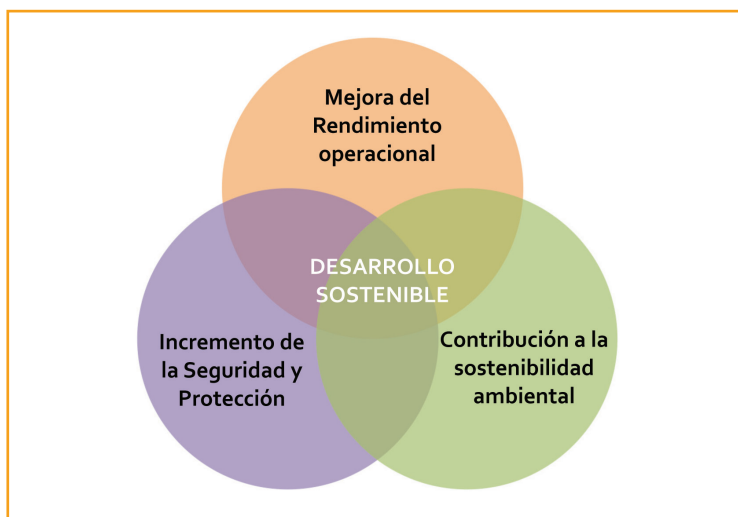 Mejora del
Rendimiento
operacional
DESARROLLO
SOSTENIBLE
Incremento de
la Seguridad y
Protección
Contribución a la
sostenibilidad
ambiental